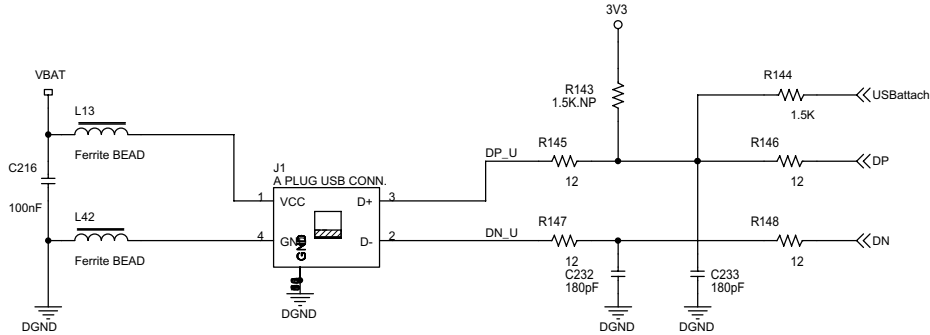 3V3
VBAT
R143
1.5K.NP
R144
USBattach
1.5K
L13
Ferrite BEAD
C216
100nF
J1
A PLUG USB CONN.
DP_U
R145
12
R146
12
DP
1
VCC
D+
3
L42
Ferrite BEAD
4
GND
D-
2
GND
DN_U
R147
12
R148
12
DN
C232
180pF
C233
180pF
DGND
DGND
DGND
DGND